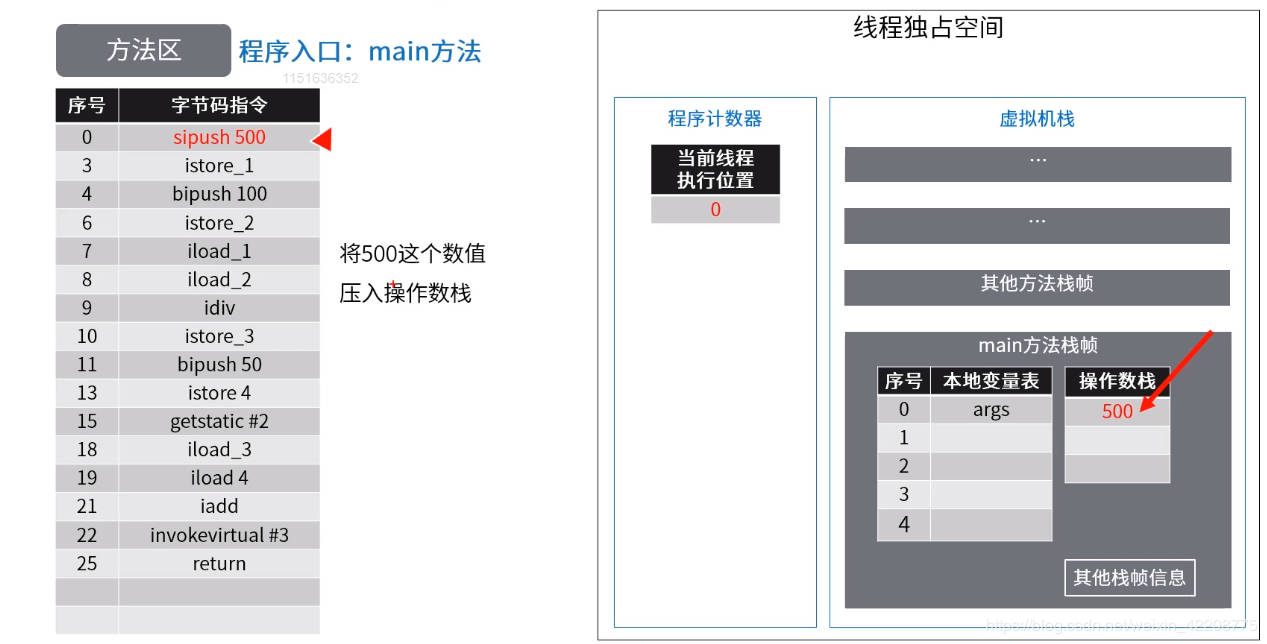 方法区
程序入口：main方法
1151636352
序号 字节码指令
0 sipush 500
3 istore_1
4 bipush 100
6 istore_2
7 iload_1
8 iload_2
9 idiv
10 istore_3
11 bipush 50
13 istore 4
15 getstatic #2
18 iload_3
19 iload 4
21 iadd
22 invokevirtual #3
25 return
将500这个数值
压入操作数栈
线程独占空间
程序计数器
当前线程
执行位置
0
虚拟机栈
...
...
其他方法栈帧
main方法栈帧
序号 本地变量表
0 args
1
2
3
4
操作数栈
500
其他栈帧信息